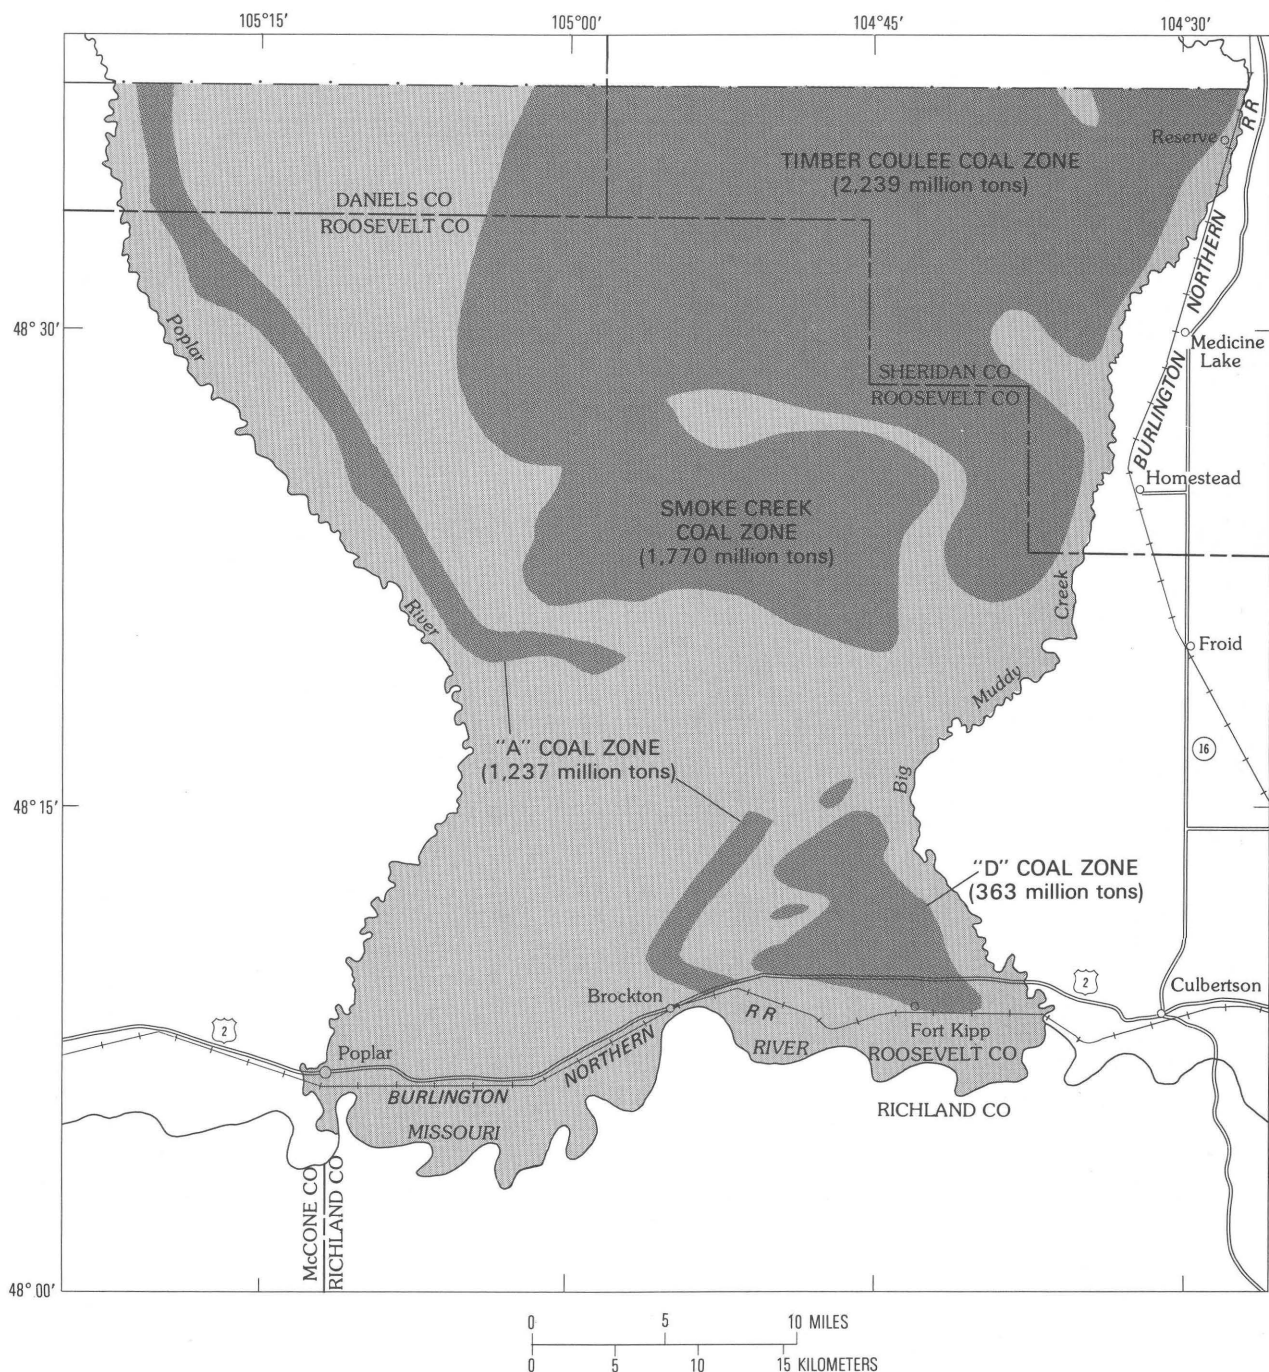 105°15′ 105°00′ 104°45′ 104°30′
Reserve
RR
TIMBER COULEE COAL ZONE
(2,239 million tons)
DANIELS CO
ROOSEVELT CO
NORTHERN
48°30′
Poplar
Medicine
Lake
SHERIDAN CO
ROOSEVELT CO
BURLINGTON
Homestead
SMOKE CREEK
COAL ZONE
(1,770 million tons)
Creek
River
Froid
Muddy
"A" COAL ZONE
(1,237 million tons)
16
Big
48°15′
"D" COAL ZONE
(363 million tons)
2
Culbertson
Brockton
RR
2
Fort Kipp
NORTHERN
RIVER
ROOSEVELT CO
Poplar
BURLINGTON
RICHLAND CO
MISSOURI
McCONE CO
RICHLAND CO
48°00′
0 5 10 MILES
0 5 10 15 KILOMETERS